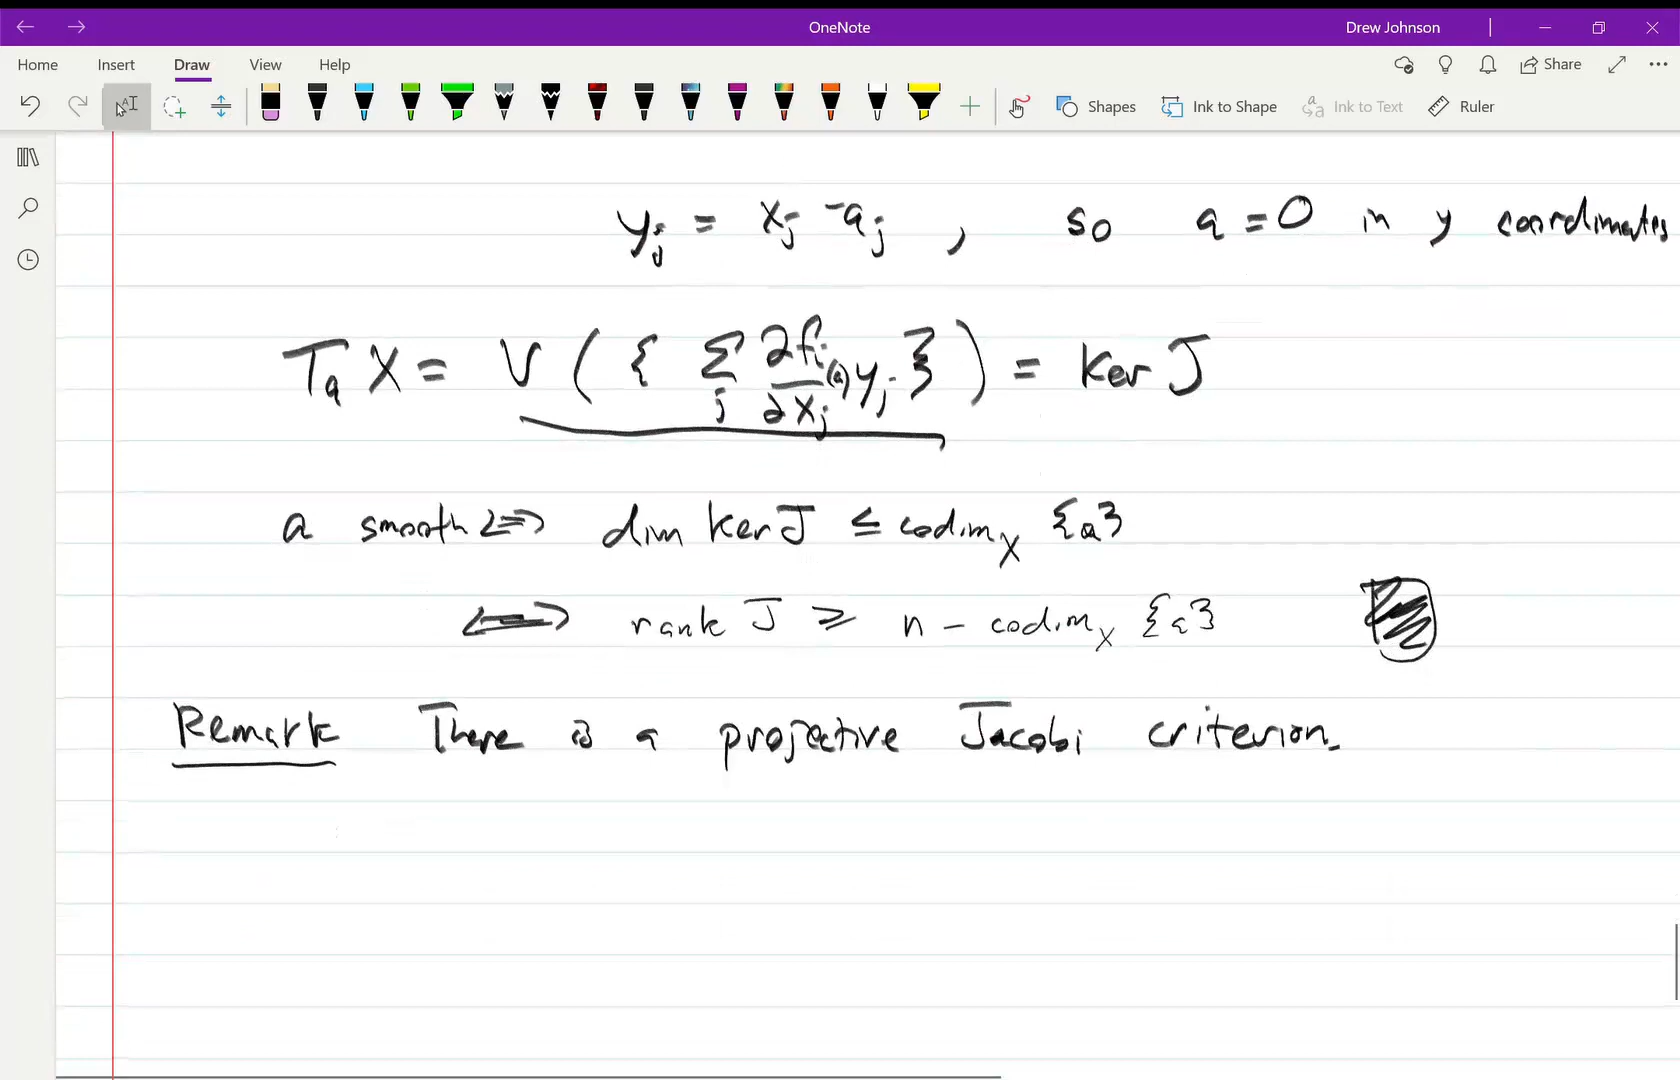 OneNote
Drew Johnson
Home Insert Draw View Help
Share
Shapes Ink to Shape Ink to Text Ruler
y_j = x_j - a_j , so a = 0 in y coordinates
T_a X = V ( { Σ_j ∂f_i/∂x_j (a) y_j } ) = Ker J
a smooth <=> dim Ker J ≤ codim_X {a}
<=> rank J ≥ n - codim_X {a}
Remark There is a projective Jacobi criterion.